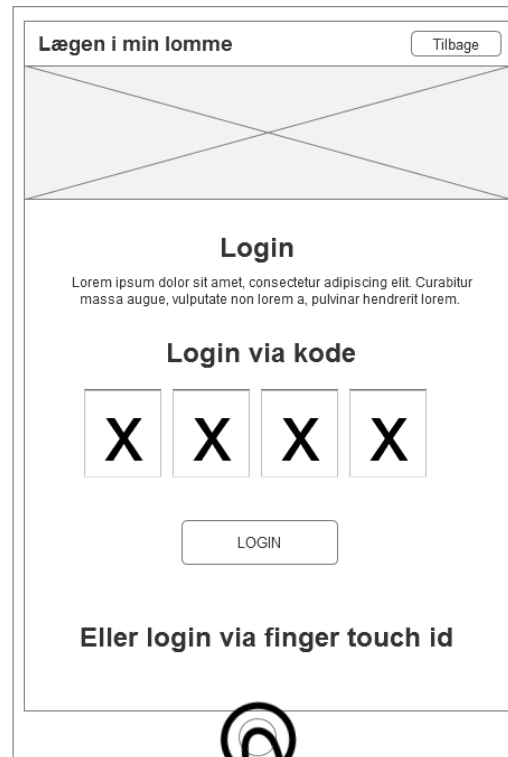 Lægen i min lomme
Tilbage
Login
Lorem ipsum dolor sit amet, consectetur adipiscing elit. Curabitur
massa augue, vulputate non lorem a, pulvinar hendrerit lorem.
Login via kode
X X X X
LOGIN
Eller login via finger touch id